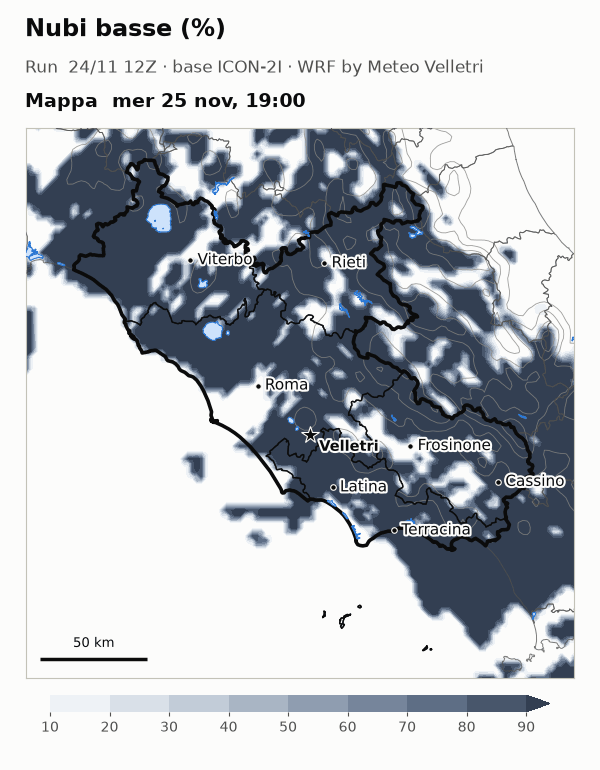 Nubi basse (%)
Run  24/11 12Z · base ICON-2I · WRF by Meteo Velletri
Mappa  mer 25 nov, 19:00
Viterbo
Rieti
Roma
Velletri
Frosinone
Cassino
Latina
Terracina
50 km
10 20 30 40 50 60 70 80 90